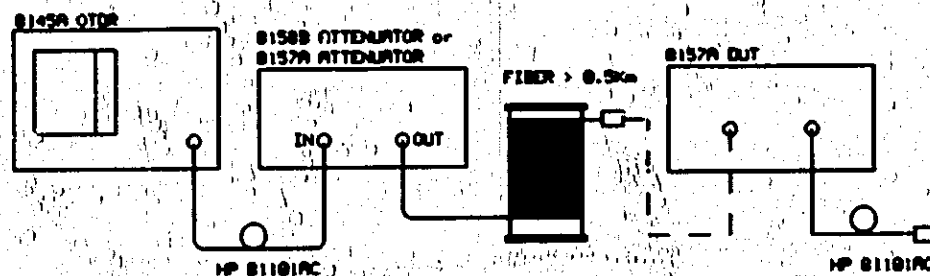 8145A OTDR
8158B ATTENUATOR or
8157A ATTENUATOR
FIBER > 0.5Km
8157A DUT
IN
OUT
HP 81101AC
HP 81101AC